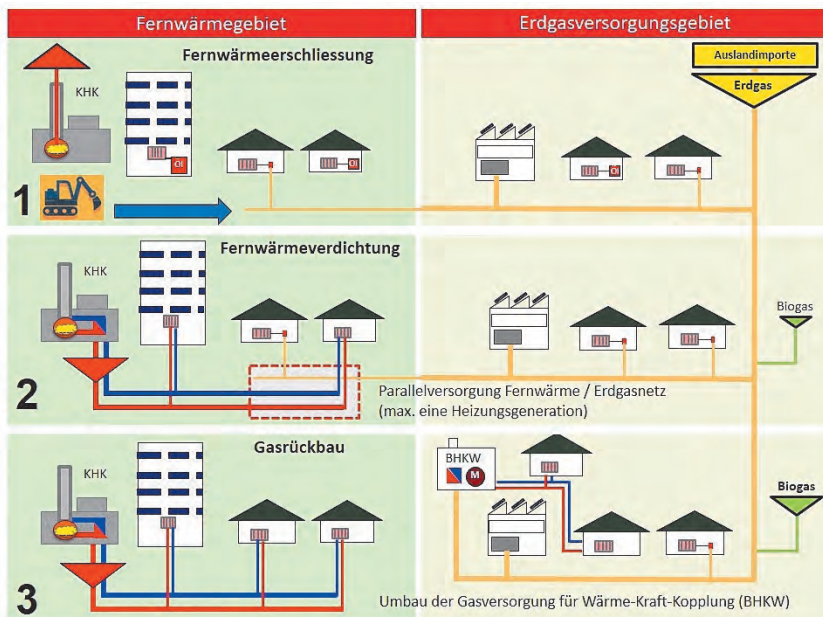 Fernwärmegebiet
Erdgasversorgungsgebiet
Fernwärmeerschliessung
Auslandimporte
Erdgas
KHK
Öl
Öl
Öl
1
Fernwärmeverdichtung
KHK
Biogas
2
Parallelversorgung Fernwärme / Erdgasnetz
(max. eine Heizungsgeneration)
Gasrückbau
KHK
BHKW
M
Biogas
3
Umbau der Gasversorgung für Wärme-Kraft-Kopplung (BHKW)